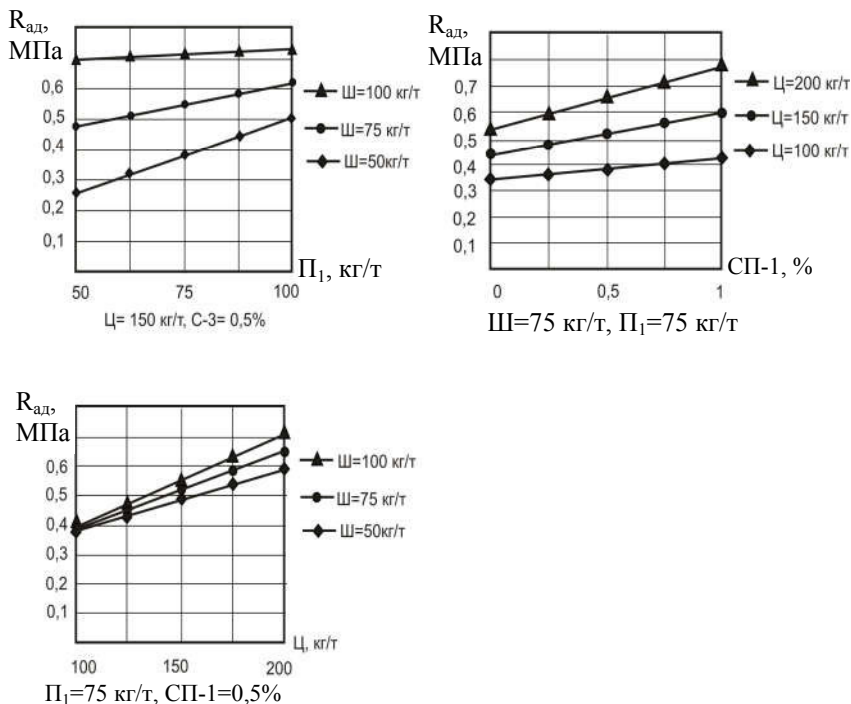 R_ад,
МПа
0,6
0,5
0,4
0,3
0,2
0,1
50 75 100
П₁, кг/т
Ш=100 кг/т
Ш=75 кг/т
Ш=50кг/т
Ц= 150 кг/т, С-3= 0,5%
R_ад,
МПа
0,7
0,6
0,5
0,4
0,3
0,2
0,1
0 0,5 1
СП-1, %
Ц=200 кг/т
Ц=150 кг/т
Ц=100 кг/т
Ш=75 кг/т, П₁=75 кг/т
R_ад,
МПа
0,6
0,5
0,4
0,3
0,2
0,1
100 150 200
Ц, кг/т
Ш=100 кг/т
Ш=75 кг/т
Ш=50кг/т
П₁=75 кг/т, СП-1=0,5%